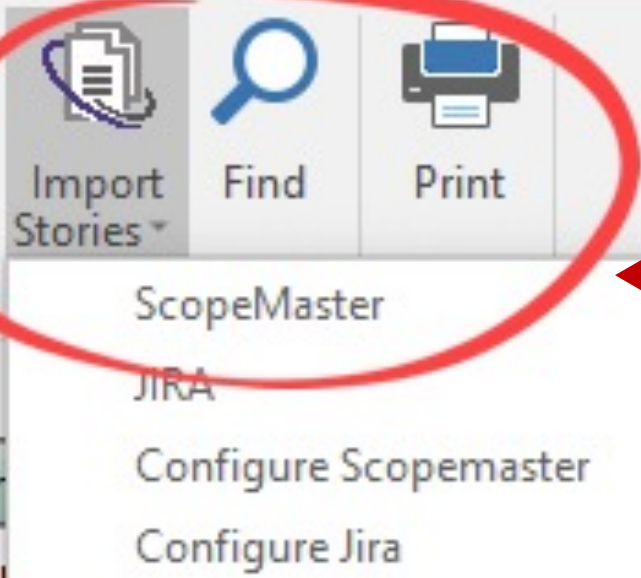 Import Stories
Find
Print
ScopeMaster
JIRA
Configure Scopemaster
Configure Jira